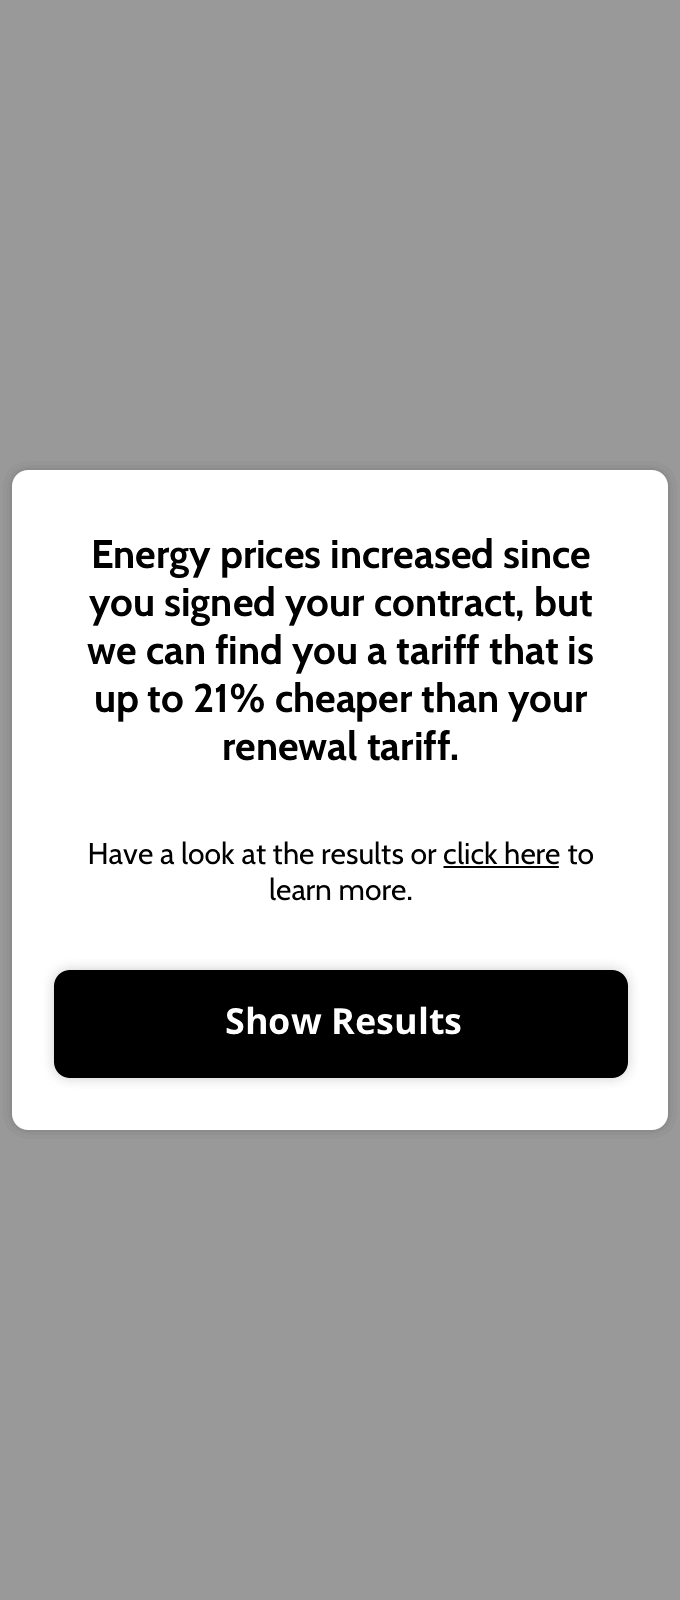 Energy prices increased since
you signed your contract, but
we can find you a tariff that is
up to 21% cheaper than your
renewal tariff.
Have a look at the results or click here to
learn more.
Show Results